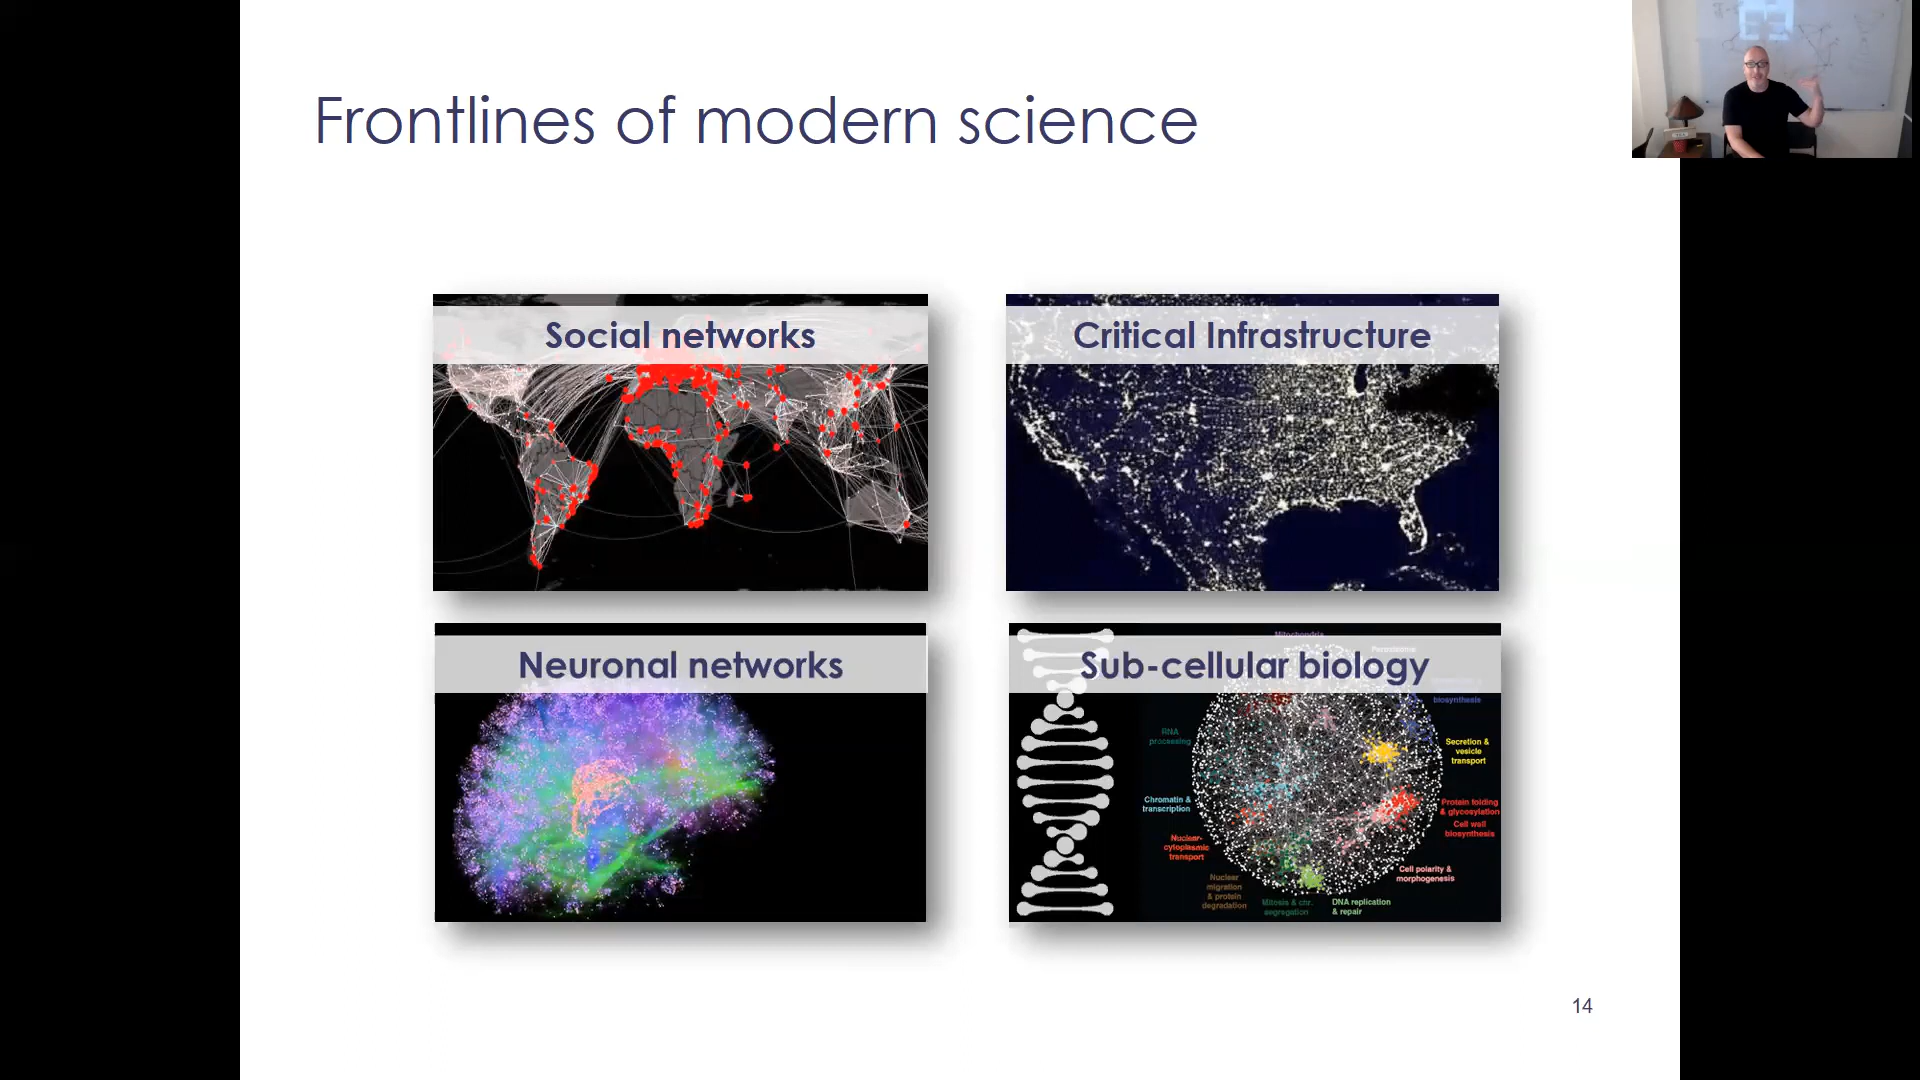 Frontlines of modern science
Social networks
Critical Infrastructure
Neuronal networks
Sub-cellular biology
Mitochondria
Peroxisome
biosynthesis
RNA
processing
Secretion &
vesicle
transport
Chromatin &
transcription
Protein folding
& glycosylation
Cell wall
biosynthesis
Nuclear-
cytoplasmic
transport
Cell polarity &
morphogenesis
Nuclear
migration
& protein
degradation
Mitosis & chr.
segregation
DNA replication
& repair
14